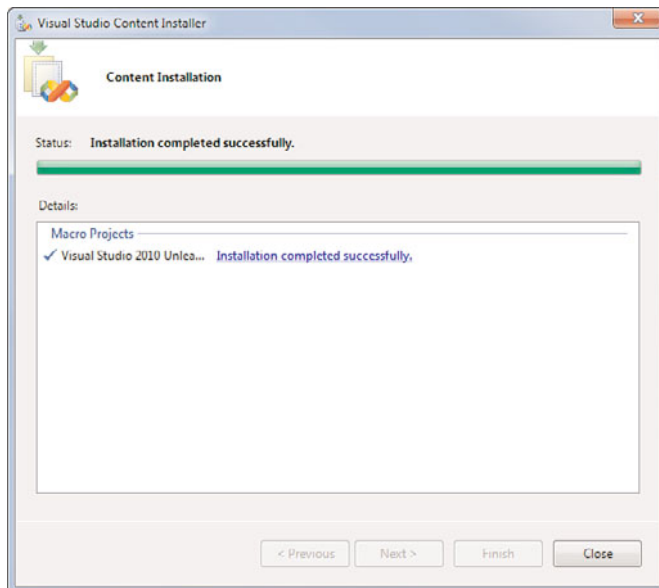 Visual Studio Content Installer
Content Installation
Status: Installation completed successfully.
Details:
Macro Projects
Visual Studio 2010 Unlea... Installation completed successfully.
< Previous Next > Finish Close